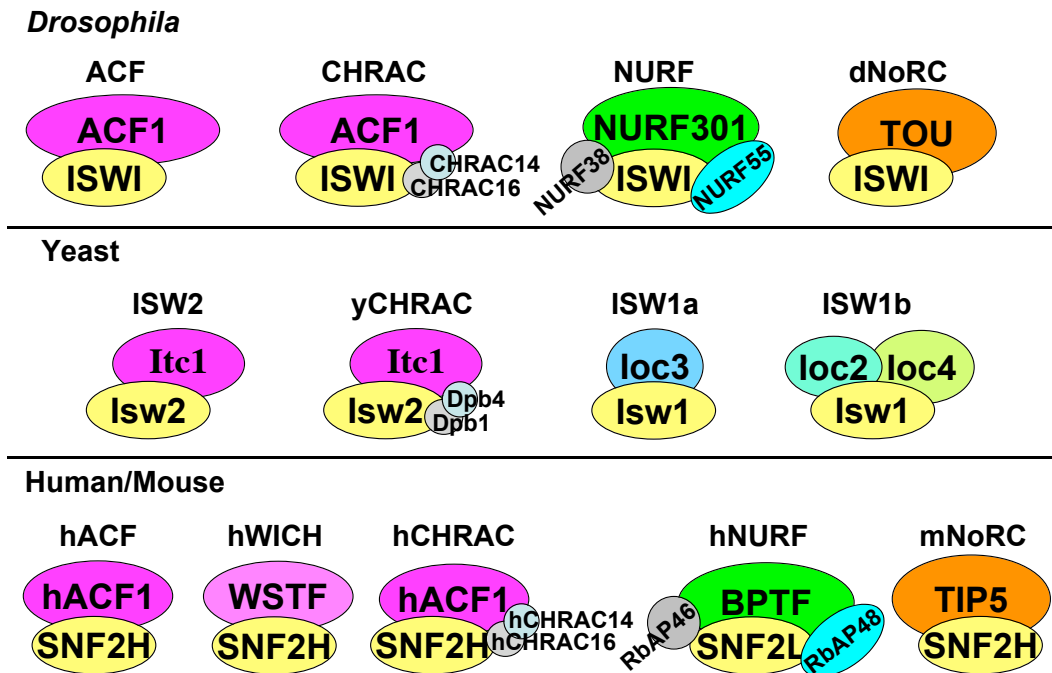 Drosophila
ACF CHRAC NURF dNoRC
ACF1 ACF1 NURF301 TOU
ISWI ISWI CHRAC14 CHRAC16 NURF38 ISWI NURF55 ISWI
Yeast
ISW2 yCHRAC ISW1a ISW1b
Itc1 Itc1 Ioc3 Ioc2 Ioc4
Isw2 Isw2 Dpb4 Dpb1 Isw1 Isw1
Human/Mouse
hACF hWICH hCHRAC hNURF mNoRC
hACF1 WSTF hACF1 BPTF TIP5
SNF2H SNF2H SNF2H hCHRAC14 hCHRAC16 RbAP46 SNF2L RbAP48 SNF2H